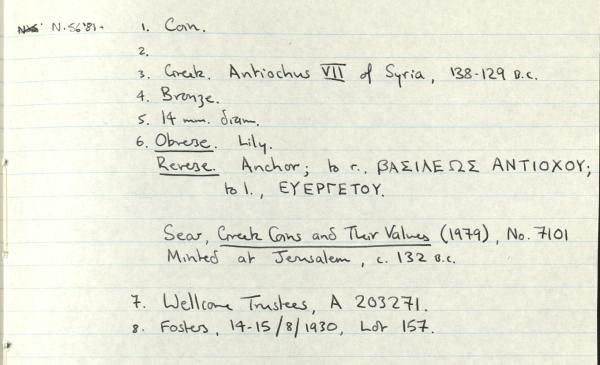 N.56'81. 1. Coin.
2.
3. Greek. Antiochus VII of Syria, 138-129 B.C.
4. Bronze.
5. 14 mm. diam.
6. Obverse. Lily.
Reverse. Anchor; to r., ΒΑΣΙΛΕΩΣ ΑΝΤΙΟΧΟΥ;
to l., ΕΥΕΡΓΕΤΟΥ.
Sear, Greek Coins and Their Values (1979), No. 7101
Minted at Jerusalem, c. 132 B.C.
7. Wellcome Trustees, A 203271.
8. Fosters, 14-15/8/1930, Lot 157.